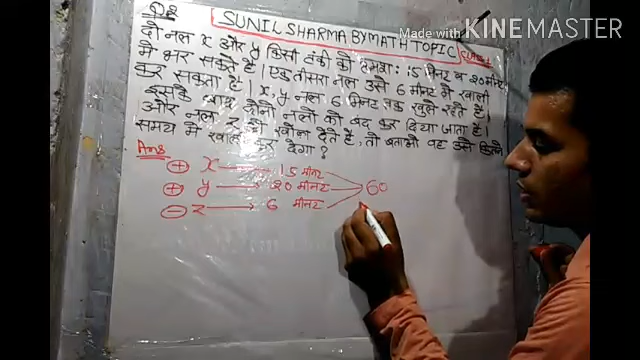 Made with KINEMASTER
Q.2
SUNIL SHARMA BY MATH TOPIC
दो नल x और y किसी टंकी को क्रमशः 15 मिनट व 20 मीनट
में भर सकते है। एक तीसरा नल उसे 6 मिनट में खाली
कर सकता है। x, y नल 6 मिनट तक खुले रहते है।
इसके बाद दोनो नलों को बंद कर दिया जाता है।
और नल z को खोल देते है, तो बताओ वह उसे कितने
समय में खाली कर देगा?
Ans
+ x → 15 मीनट
+ y → 20 मीनट 60
- z → 6 मीनट